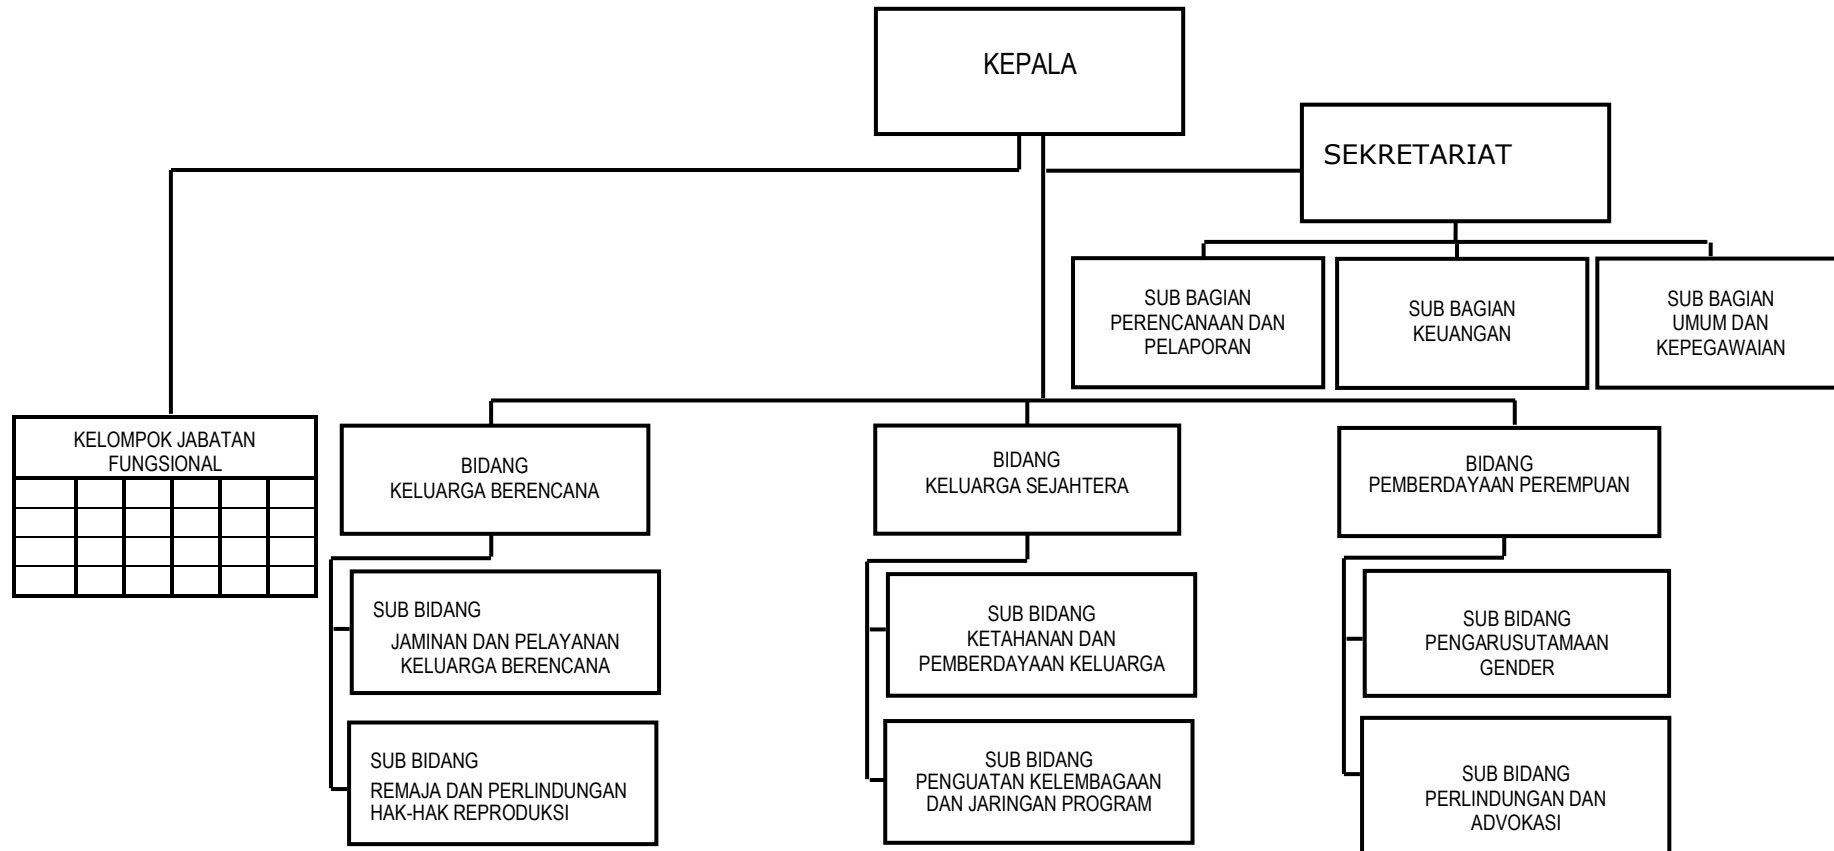 KEPALA
SEKRETARIAT
SUB BAGIAN
PERENCANAAN DAN
PELAPORAN
SUB BAGIAN
KEUANGAN
SUB BAGIAN
UMUM DAN
KEPEGAWAIAN
KELOMPOK JABATAN
FUNGSIONAL
BIDANG
KELUARGA BERENCANA
BIDANG
KELUARGA SEJAHTERA
BIDANG
PEMBERDAYAAN PEREMPUAN
SUB BIDANG
JAMINAN DAN PELAYANAN
KELUARGA BERENCANA
SUB BIDANG
KETAHANAN DAN
PEMBERDAYAAN KELUARGA
SUB BIDANG
PENGARUSUTAMAAN
GENDER
SUB BIDANG
REMAJA DAN PERLINDUNGAN
HAK-HAK REPRODUKSI
SUB BIDANG
PENGUATAN KELEMBAGAAN
DAN JARINGAN PROGRAM
SUB BIDANG
PERLINDUNGAN DAN
ADVOKASI